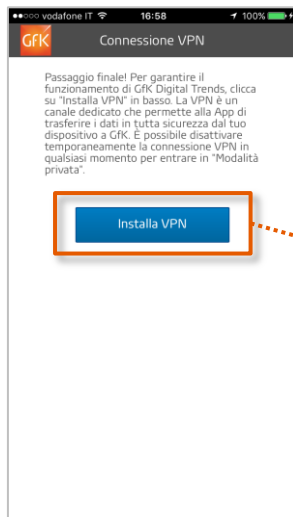 vodafone IT 16:58 100%
GfK Connessione VPN
Passaggio finale! Per garantire il
funzionamento di GfK Digital Trends, clicca
su "Installa VPN" in basso. La VPN è un
canale dedicato che permette alla App di
trasferire i dati in tutta sicurezza dal tuo
dispositivo a GfK. È possibile disattivare
temporaneamente la connessione VPN in
qualsiasi momento per entrare in "Modalità
privata".
Installa VPN